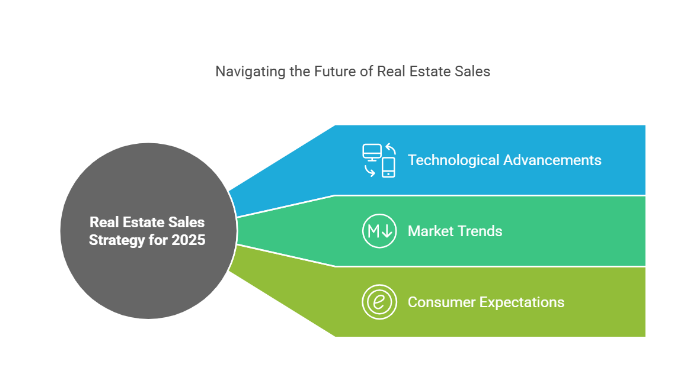 Navigating the Future of Real Estate Sales
Real Estate Sales
Strategy for 2025
Technological Advancements
M
Market Trends
e
Consumer Expectations